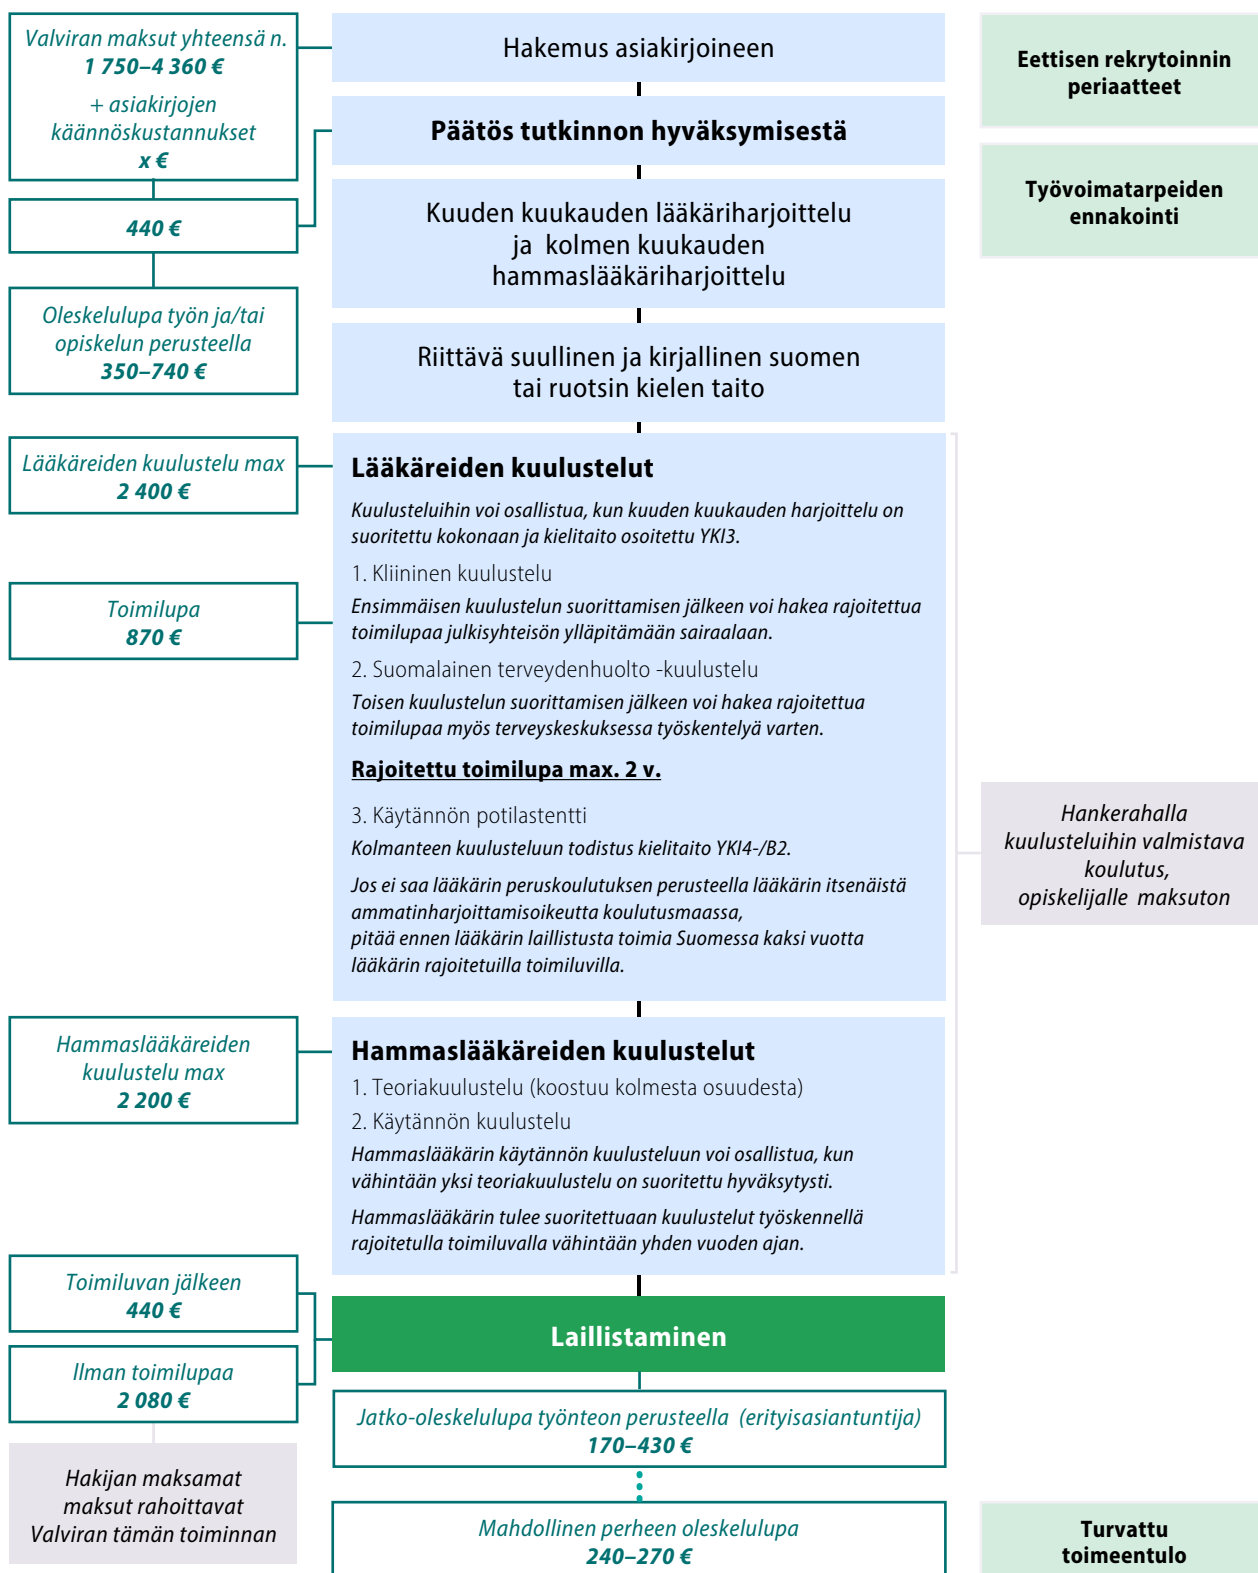 Valviran maksut yhteensä n.
1 750–4 360 €
+ asiakirjojen
käännöskustannukset
x €
440 €
Oleskelulupa työn ja/tai
opiskelun perusteella
350–740 €
Lääkäreiden kuulustelu max
2 400 €
Toimilupa
870 €
Hammaslääkäreiden
kuulustelu max
2 200 €
Toimiluvan jälkeen
440 €
Ilman toimilupaa
2 080 €
Hakijan maksamat
maksut rahoittavat
Valviran tämän toiminnan
Hakemus asiakirjoineen
Päätös tutkinnon hyväksymisestä
Kuuden kuukauden lääkäriharjoittelu
ja kolmen kuukauden
hammaslääkäriharjoittelu
Riittävä suullinen ja kirjallinen suomen
tai ruotsin kielen taito
Lääkäreiden kuulustelut
Kuulusteluihin voi osallistua, kun kuuden kuukauden harjoittelu on
suoritettu kokonaan ja kielitaito osoitettu YKI3.
1. Kliininen kuulustelu
Ensimmäisen kuulustelun suorittamisen jälkeen voi hakea rajoitettua
toimilupaa julkisyhteisön ylläpitämään sairaalaan.
2. Suomalainen terveydenhuolto -kuulustelu
Toisen kuulustelun suorittamisen jälkeen voi hakea rajoitettua
toimilupaa myös terveyskeskuksessa työskentelyä varten.
Rajoitettu toimilupa max. 2 v.
3. Käytännön potilastentti
Kolmanteen kuulusteluun todistus kielitaito YKI4-/B2.
Jos ei saa lääkärin peruskoulutuksen perusteella lääkärin itsenäistä
ammatinharjoittamisoikeutta koulutusmaassa,
pitää ennen lääkärin laillistusta toimia Suomessa kaksi vuotta
lääkärin rajoitetuilla toimiluvilla.
Hammaslääkäreiden kuulustelut
1. Teoriakuulustelu (koostuu kolmesta osuudesta)
2. Käytännön kuulustelu
Hammaslääkärin käytännön kuulusteluun voi osallistua, kun
vähintään yksi teoriakuulustelu on suoritettu hyväksytysti.
Hammaslääkärin tulee suoritettuaan kuulustelut työskennellä
rajoitetulla toimiluvalla vähintään yhden vuoden ajan.
Laillistaminen
Jatko-oleskelulupa työnteon perusteella (erityisasiantuntija)
170–430 €
Mahdollinen perheen oleskelulupa
240–270 €
Eettisen rekrytoinnin
periaatteet
Työvoimatarpeiden
ennakointi
Hankerahalla
kuulusteluihin valmistava
koulutus,
opiskelijalle maksuton
Turvattu
toimeentulo